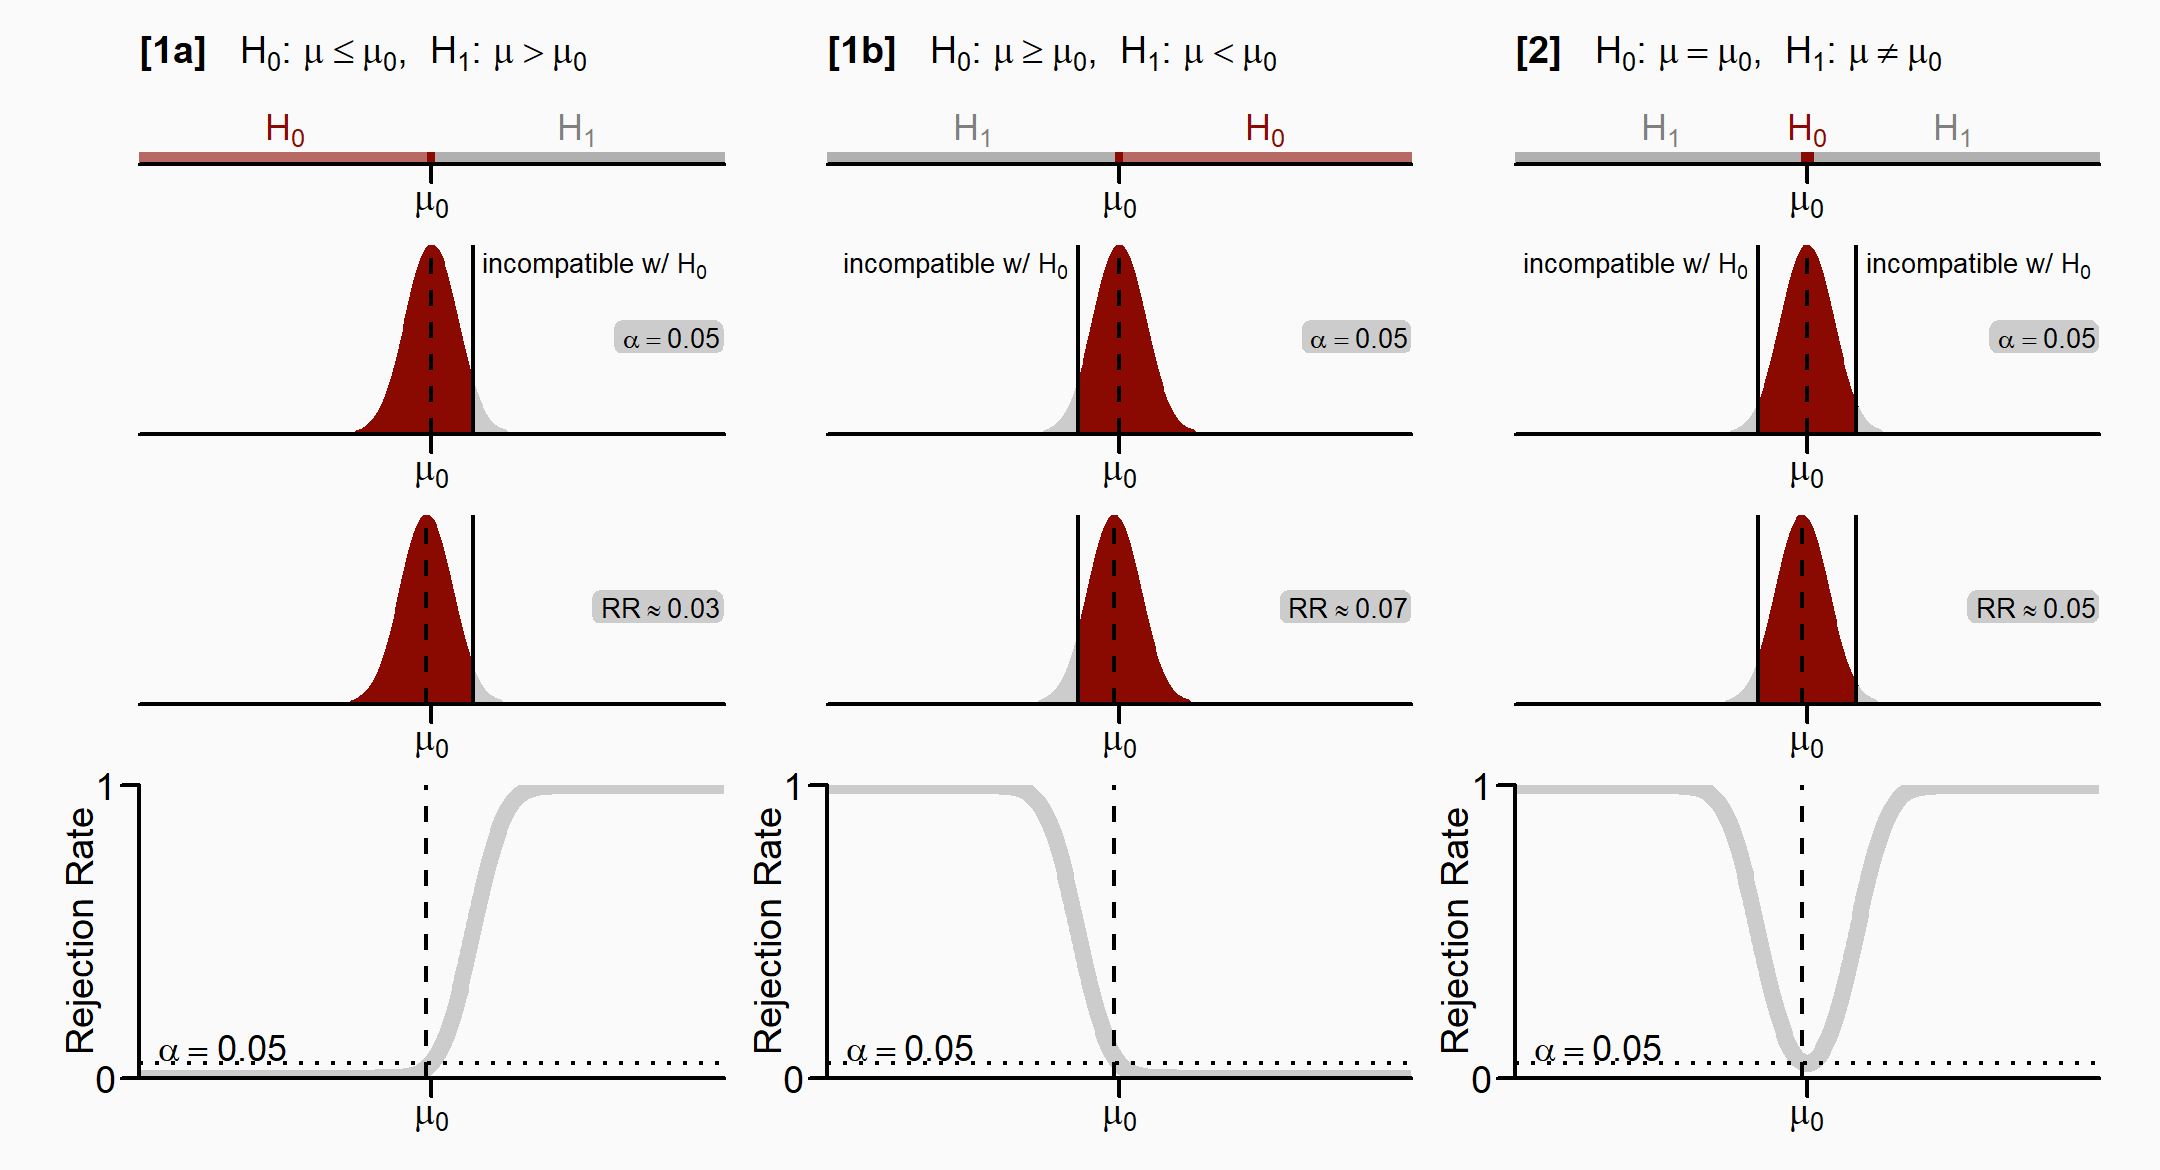 [1a] H₀: μ ≤ μ₀, H₁: μ > μ₀
H₀ H₁
μ₀
incompatible w/ H₀
α = 0.05
μ₀
RR ≈ 0.03
μ₀
1
Rejection Rate
α = 0.05
0
μ₀
[1b] H₀: μ ≥ μ₀, H₁: μ < μ₀
H₁ H₀
μ₀
incompatible w/ H₀
α = 0.05
μ₀
RR ≈ 0.07
μ₀
1
Rejection Rate
α = 0.05
0
μ₀
[2] H₀: μ = μ₀, H₁: μ ≠ μ₀
H₁ H₀ H₁
μ₀
incompatible w/ H₀ incompatible w/ H₀
α = 0.05
μ₀
RR ≈ 0.05
μ₀
1
Rejection Rate
α = 0.05
0
μ₀